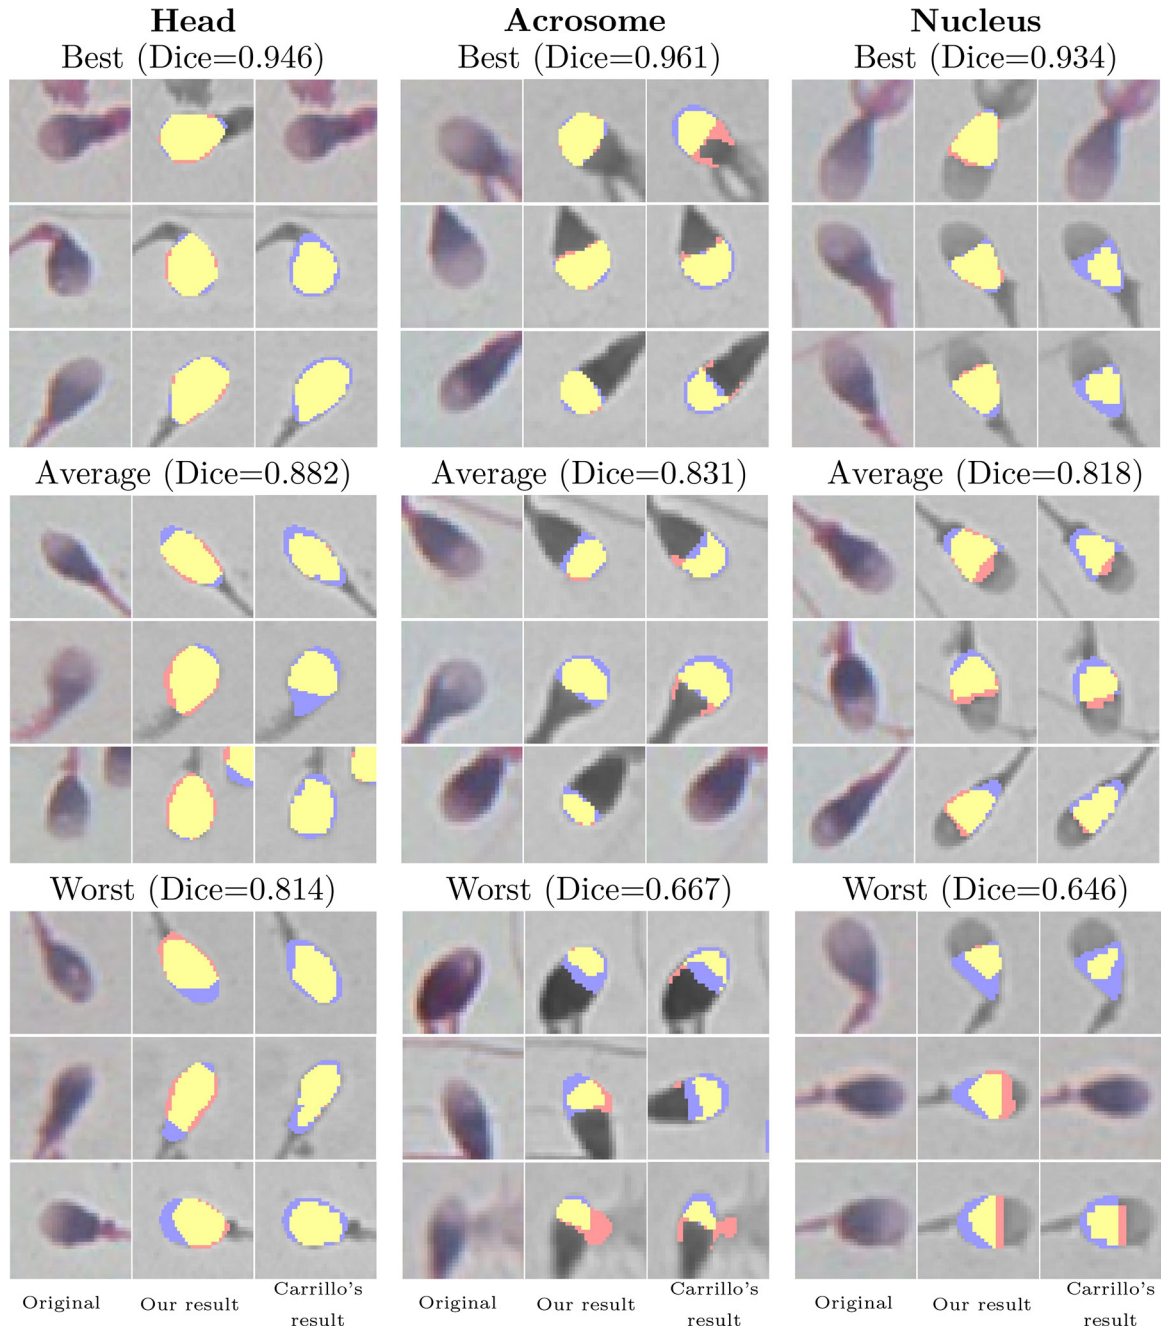 Head Acrosome Nucleus
Best (Dice=0.946) Best (Dice=0.961) Best (Dice=0.934)
Average (Dice=0.882) Average (Dice=0.831) Average (Dice=0.818)
Worst (Dice=0.814) Worst (Dice=0.667) Worst (Dice=0.646)
Original Our result Carrillo's result Original Our result Carrillo's result Original Our result Carrillo's result